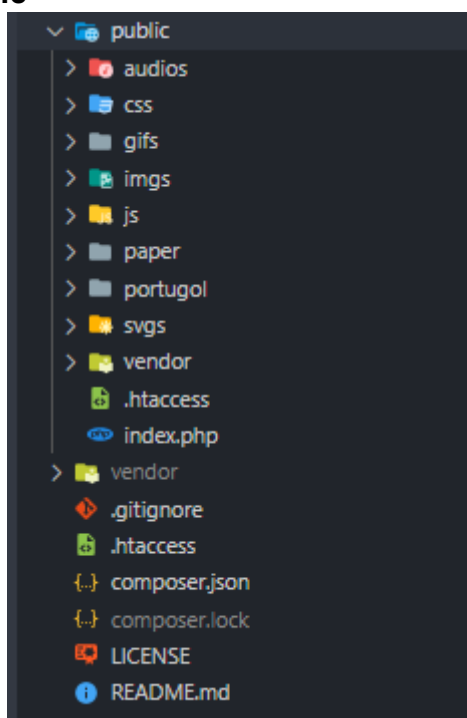 public
audios
css
gifs
imgs
js
paper
portugol
svgs
vendor
.htaccess
index.php
vendor
.gitignore
.htaccess
{..} composer.json
{..} composer.lock
LICENSE
README.md